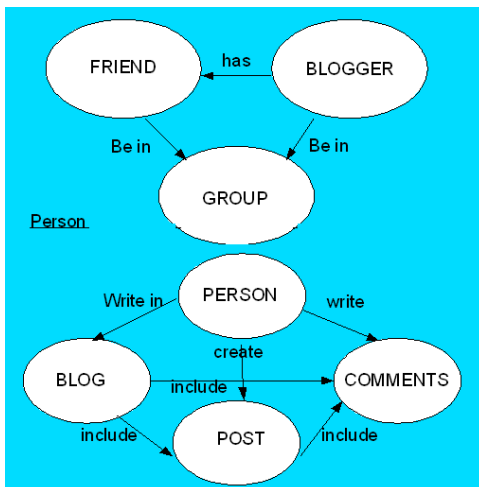 has
FRIEND
BLOGGER
Be in
Be in
GROUP
Person
PERSON
Write in
write
create
BLOG
include
COMMENTS
include
POST
include